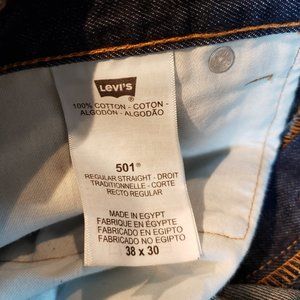 Levi's
®
100% COTTON - COTON -
ALGODÓN - ALGODÃO
501®
REGULAR STRAIGHT - DROIT
TRADITIONNELLE - CORTE
RECTO REGULAR
MADE IN EGYPT
FABRIQUE EN ÉGYPTE
FABRICADO EN EGIPTO
FABRICADO NO EGIPTO
38 x 30